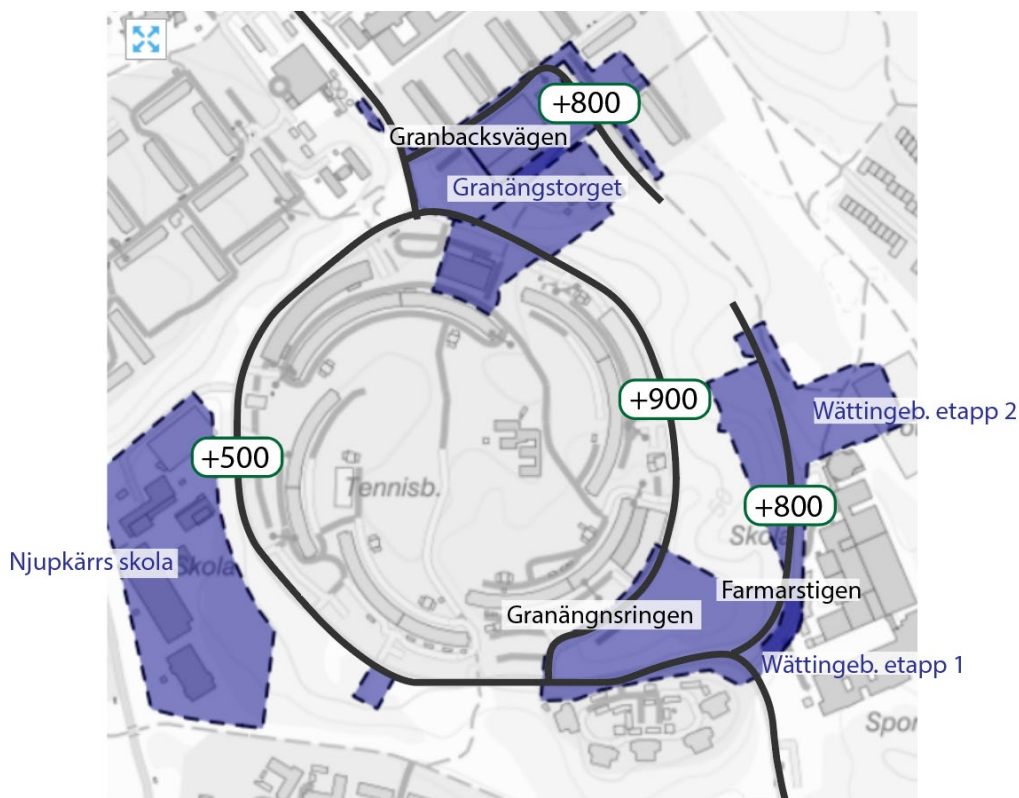 +800
Granbacksvägen
Granängstorget
+900
Wättingeb. etapp 2
+500
Tennisb.
+800
Skola
Njupkärrs skola
Skola
Farmarstigen
Granängnsringen
Wättingeb. etapp 1
Spor